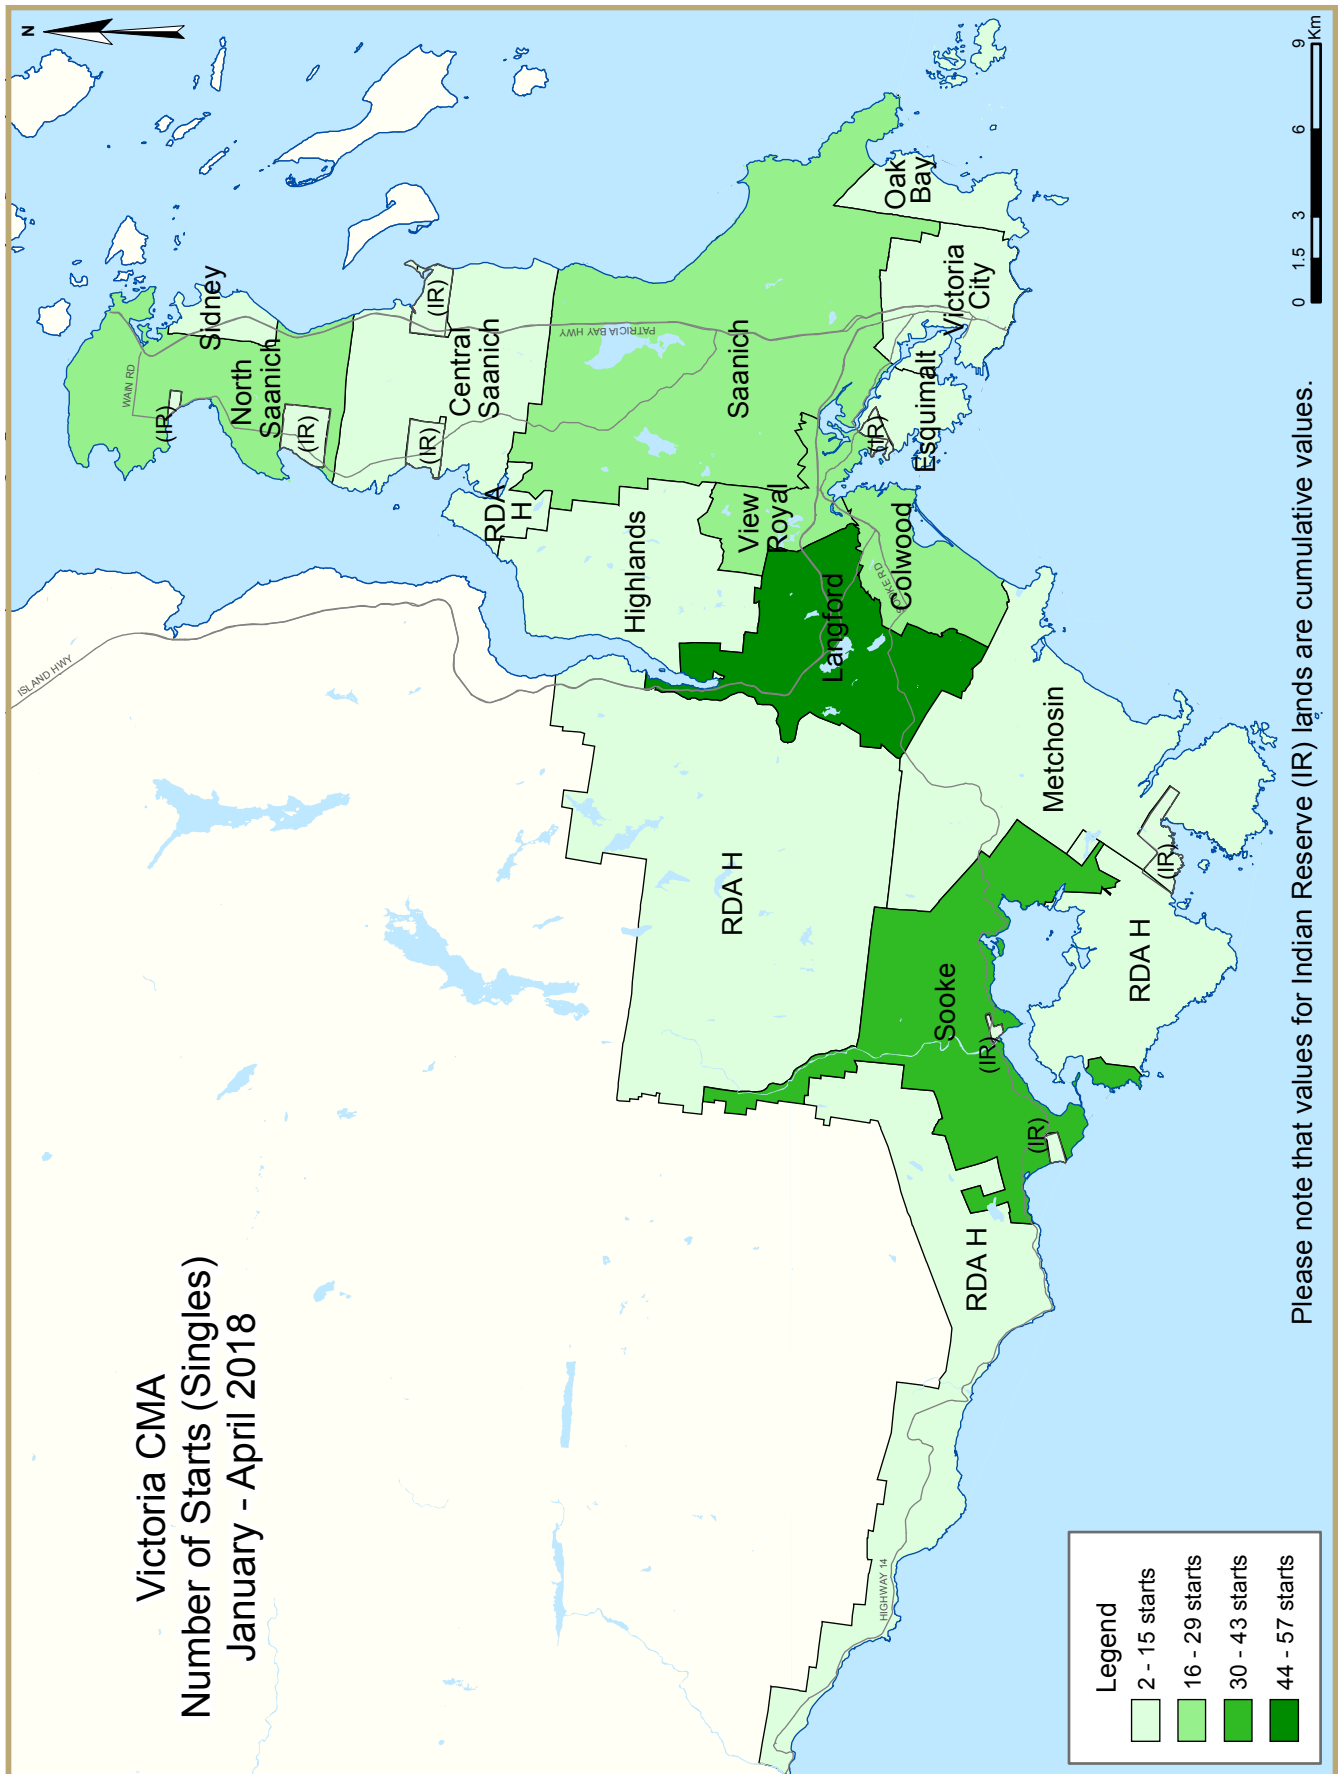 Victoria CMA
Number of Starts (Singles)
January - April 2018
N
ISLAND HWY
WAIN RD
(IR)
Sidney
North
Saanich
(IR)
(IR)
(IR)
Central
Saanich
RDA
H
PATRICIA BAY HWY
Saanich
Highlands
View
Royal
Oak
Bay
Victoria
City
Esquimalt
(IR)
Langford
Colwood
Metchosin
RDA H
Sooke
(IR)
(IR)
(IR)
RDA H
RDA H
HIGHWAY 14
Legend
2 - 15 starts
16 - 29 starts
30 - 43 starts
44 - 57 starts
0 1.5 3 6 9 Km
Please note that values for Indian Reserve (IR) lands are cumulative values.